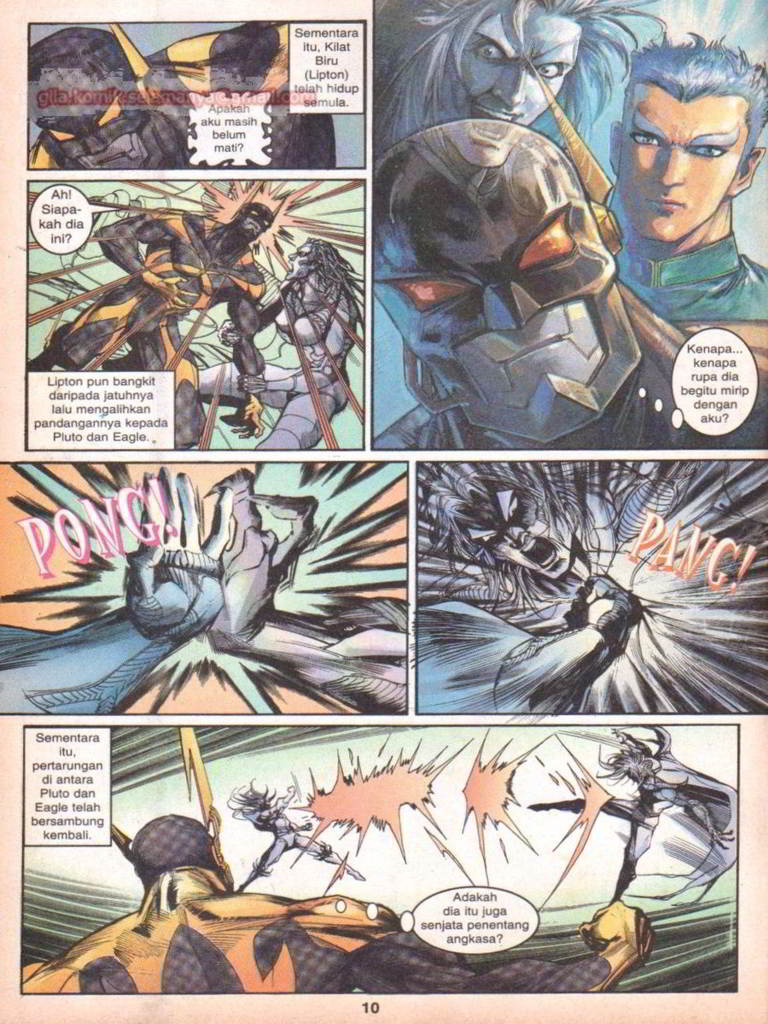 Sementara
itu, Kilat
Biru
(Lipton)
telah hidup
semula.
Apakah
aku masih
belum
mati?
Ah!
Siapa-
kah dia
ini?
Lipton pun bangkit
daripada jatuhnya
lalu mengalihkan
pandangannya kepada
Pluto dan Eagle.
Kenapa...
kenapa
rupa dia
begitu mirip
dengan
aku?
PONG!
PANG!
Sementara
itu,
pertarungan
di antara
Pluto dan
Eagle telah
bersambung
kembali.
Adakah
dia itu juga
senjata penentang
angkasa?
10